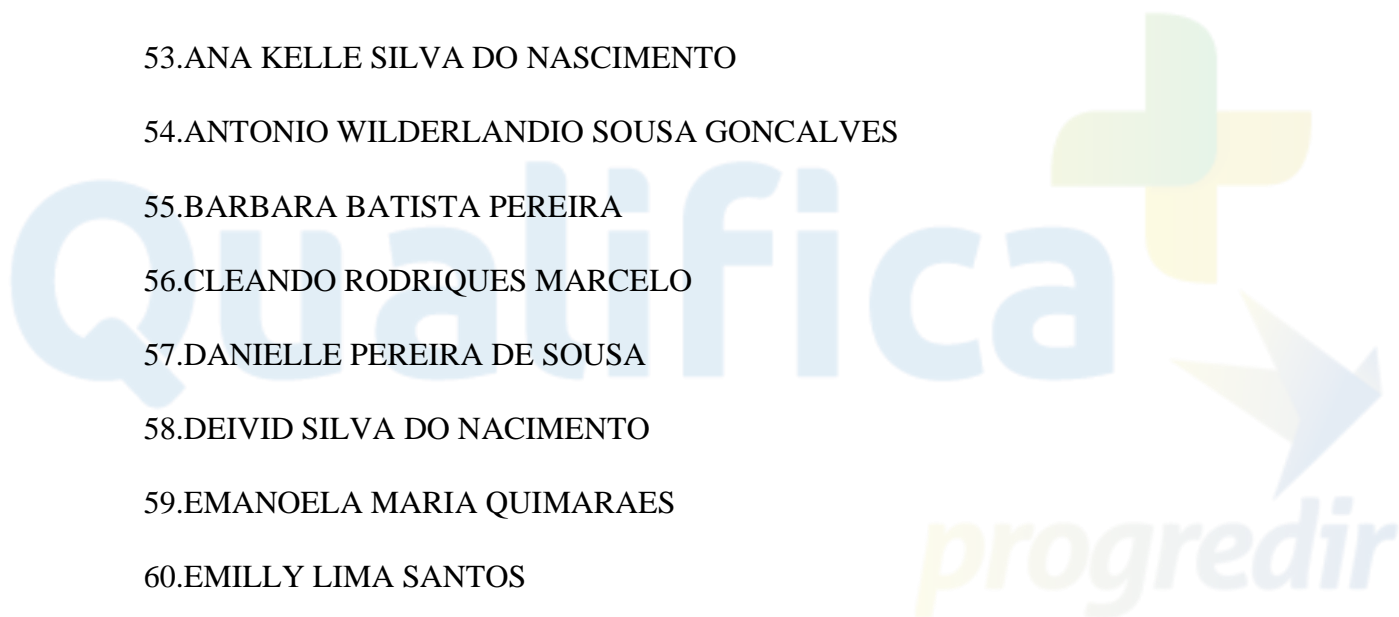 53.ANA KELLE SILVA DO NASCIMENTO
54.ANTONIO WILDERLANDIO SOUSA GONCALVES
55.BARBARA BATISTA PEREIRA
56.CLEANDO RODRIQUES MARCELO
57.DANIELLE PEREIRA DE SOUSA
58.DEIVID SILVA DO NACIMENTO
59.EMANOELA MARIA QUIMARAES
60.EMILLY LIMA SANTOS
Qualifica
progredir